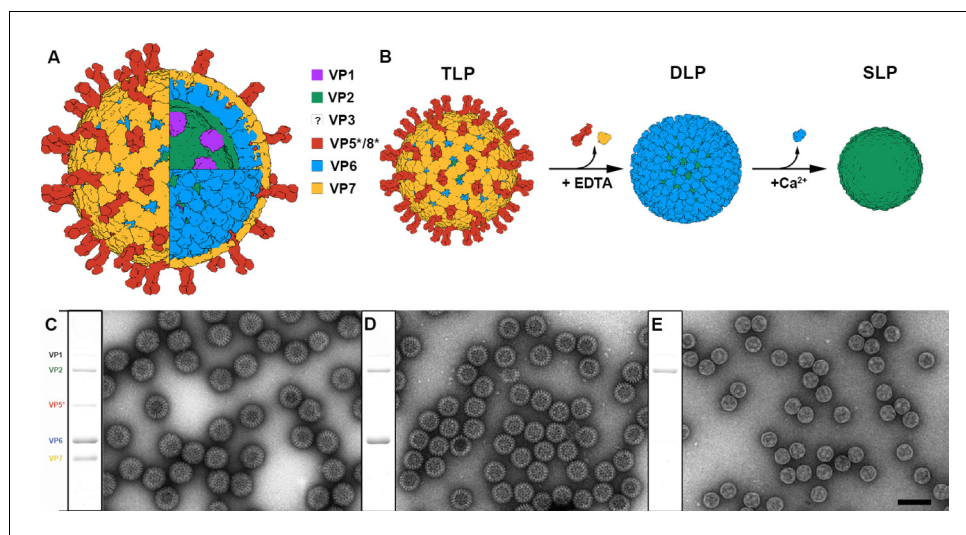 A
VP1
VP2
? VP3
VP5*/8*
VP6
VP7
B
TLP
DLP
SLP
+ EDTA
+Ca2+
C
D
E
VP1
VP2
VP5*
VP6
VP7